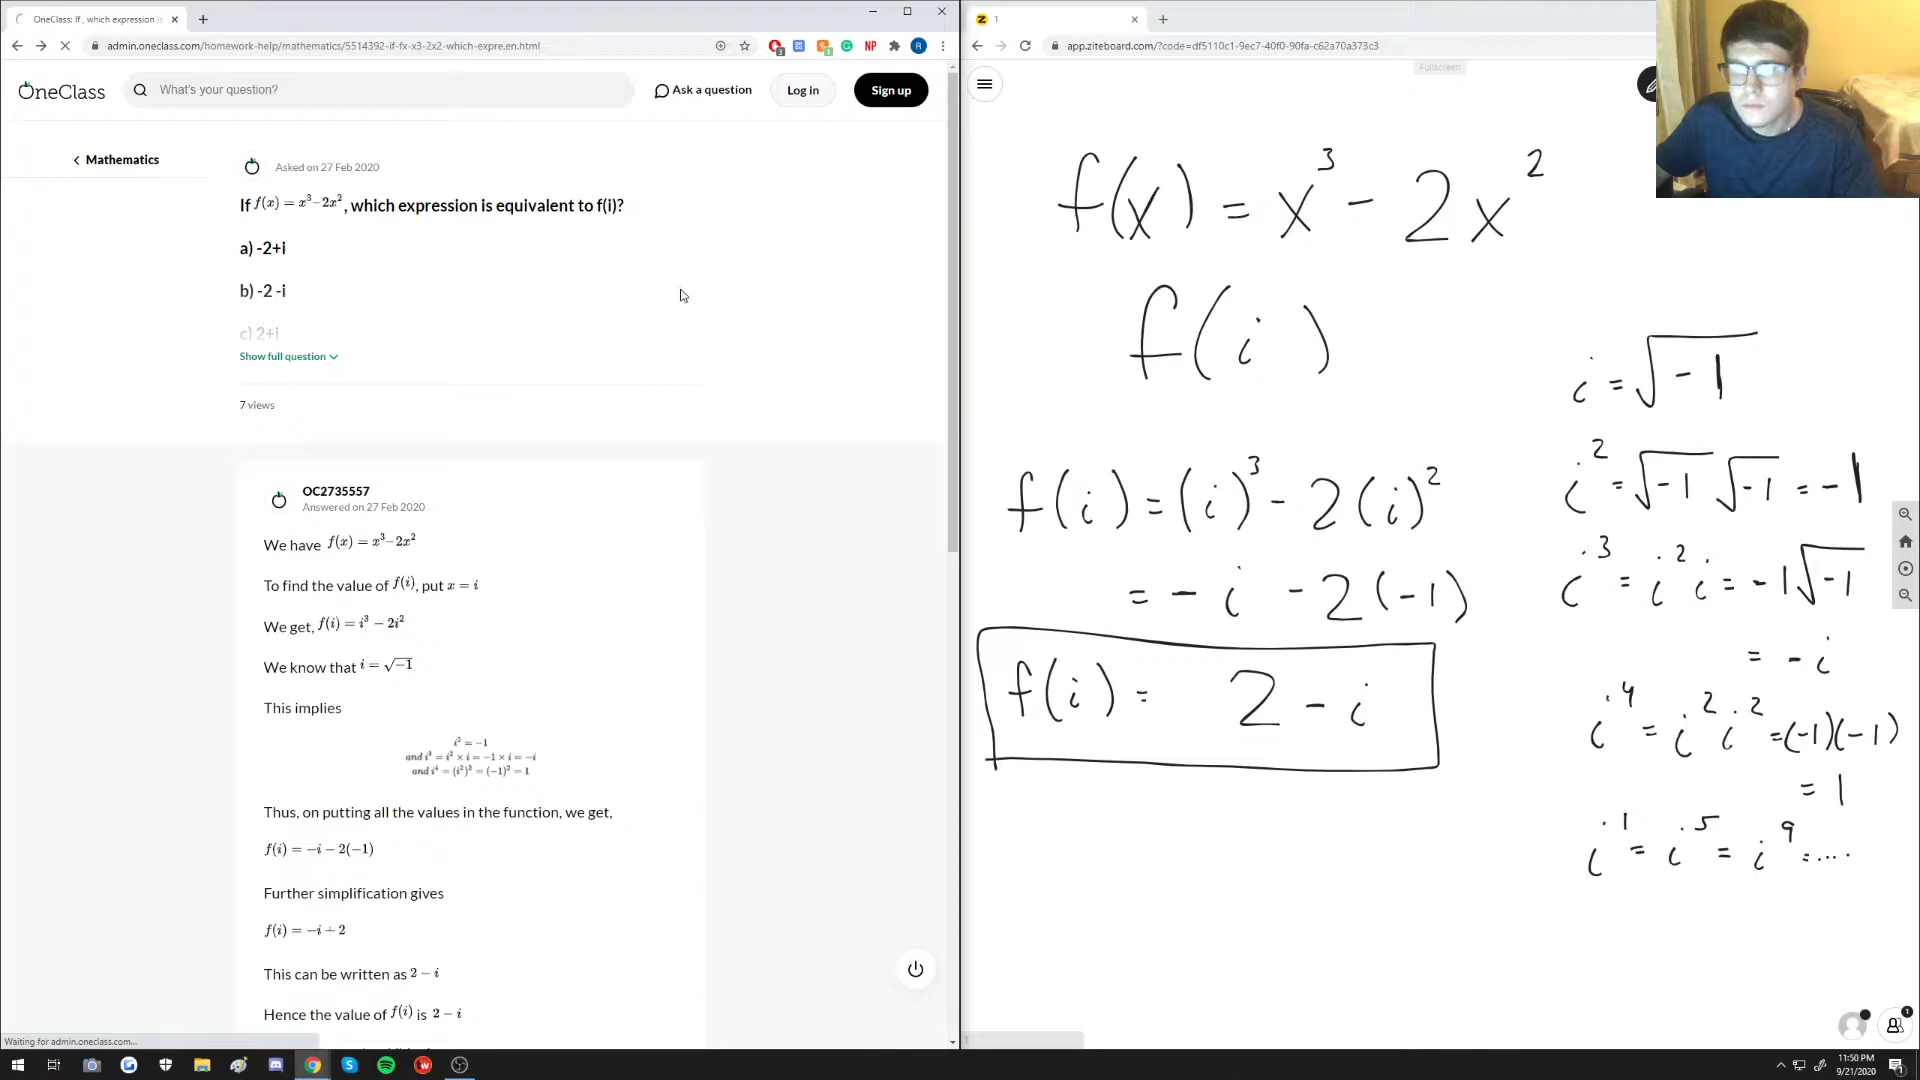 OneClass: If , which expression is
admin.oneclass.com/homework-help/mathematics/5514392-if-fx-x3-2x2-which-expre.en.html
NP
R
OneClass
What's your question?
Ask a question
Log in
Sign up
Mathematics
Asked on 27 Feb 2020
If f(x) = x³−2x², which expression is equivalent to f(i)?
a) -2+i
b) -2 -i
c) 2+i
Show full question
7 views
OC2735557
Answered on 27 Feb 2020
We have f(x) = x³−2x²
To find the value of f(i), put x = i
We get, f(i) = i³ − 2i²
We know that i = √−1
This implies
i² = −1
and i³ = i² × i = −1 × i = −i
and i⁴ = (i²)² = (−1)² = 1
Thus, on putting all the values in the function, we get,
f(i) = −i − 2(−1)
Further simplification gives
f(i) = −i + 2
This can be written as 2 − i
Hence the value of f(i) is 2 − i
Waiting for admin.oneclass.com...
1
app.ziteboard.com/?code=df5110c1-9ec7-40f0-90fa-c62a70a373c3
Fullscreen
f(x) = x³ − 2x²
f(i)
f(i) = (i)³ − 2(i)²
= −i − 2(−1)
f(i) = 2 − i
i = √−1
i² = √−1 √−1 = −1
i³ = i² i = −1√−1
= −i
i⁴ = i² i² = (−1)(−1)
= 1
i¹ = i⁵ = i⁹ = ....
1
11:50 PM
9/21/2020